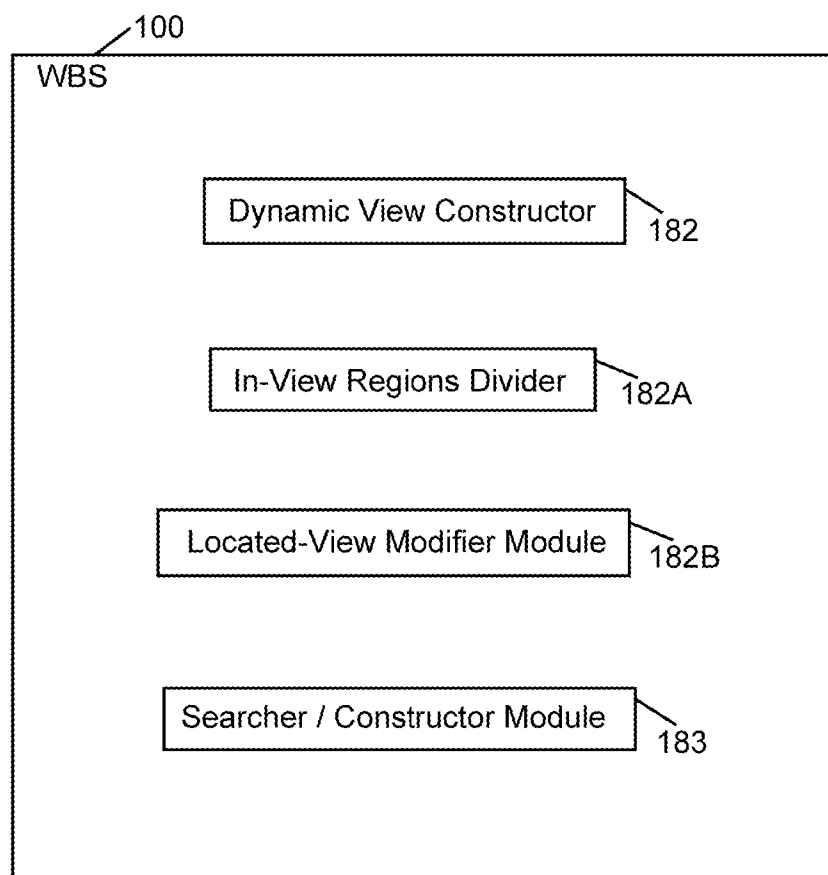 100
WBS
Dynamic View Constructor
182
In-View Regions Divider
182A
Located-View Modifier Module
182B
Searcher / Constructor Module
183